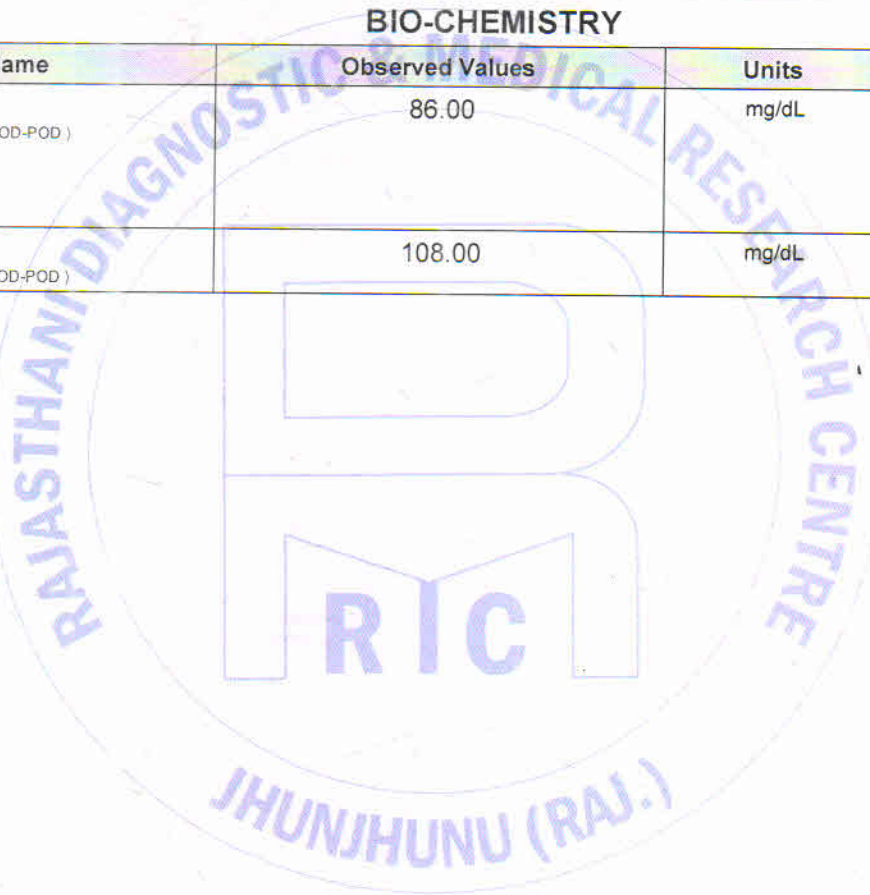 BIO-CHEMISTRY
ame Observed Values Units
86.00 mg/dL
OD-POD )
108.00 mg/dL
OD-POD )
RAJASTHANI DIAGNOSTIC & MEDICAL RESEARCH CENTRE
RIC
JHUNJHUNU (RAJ.)